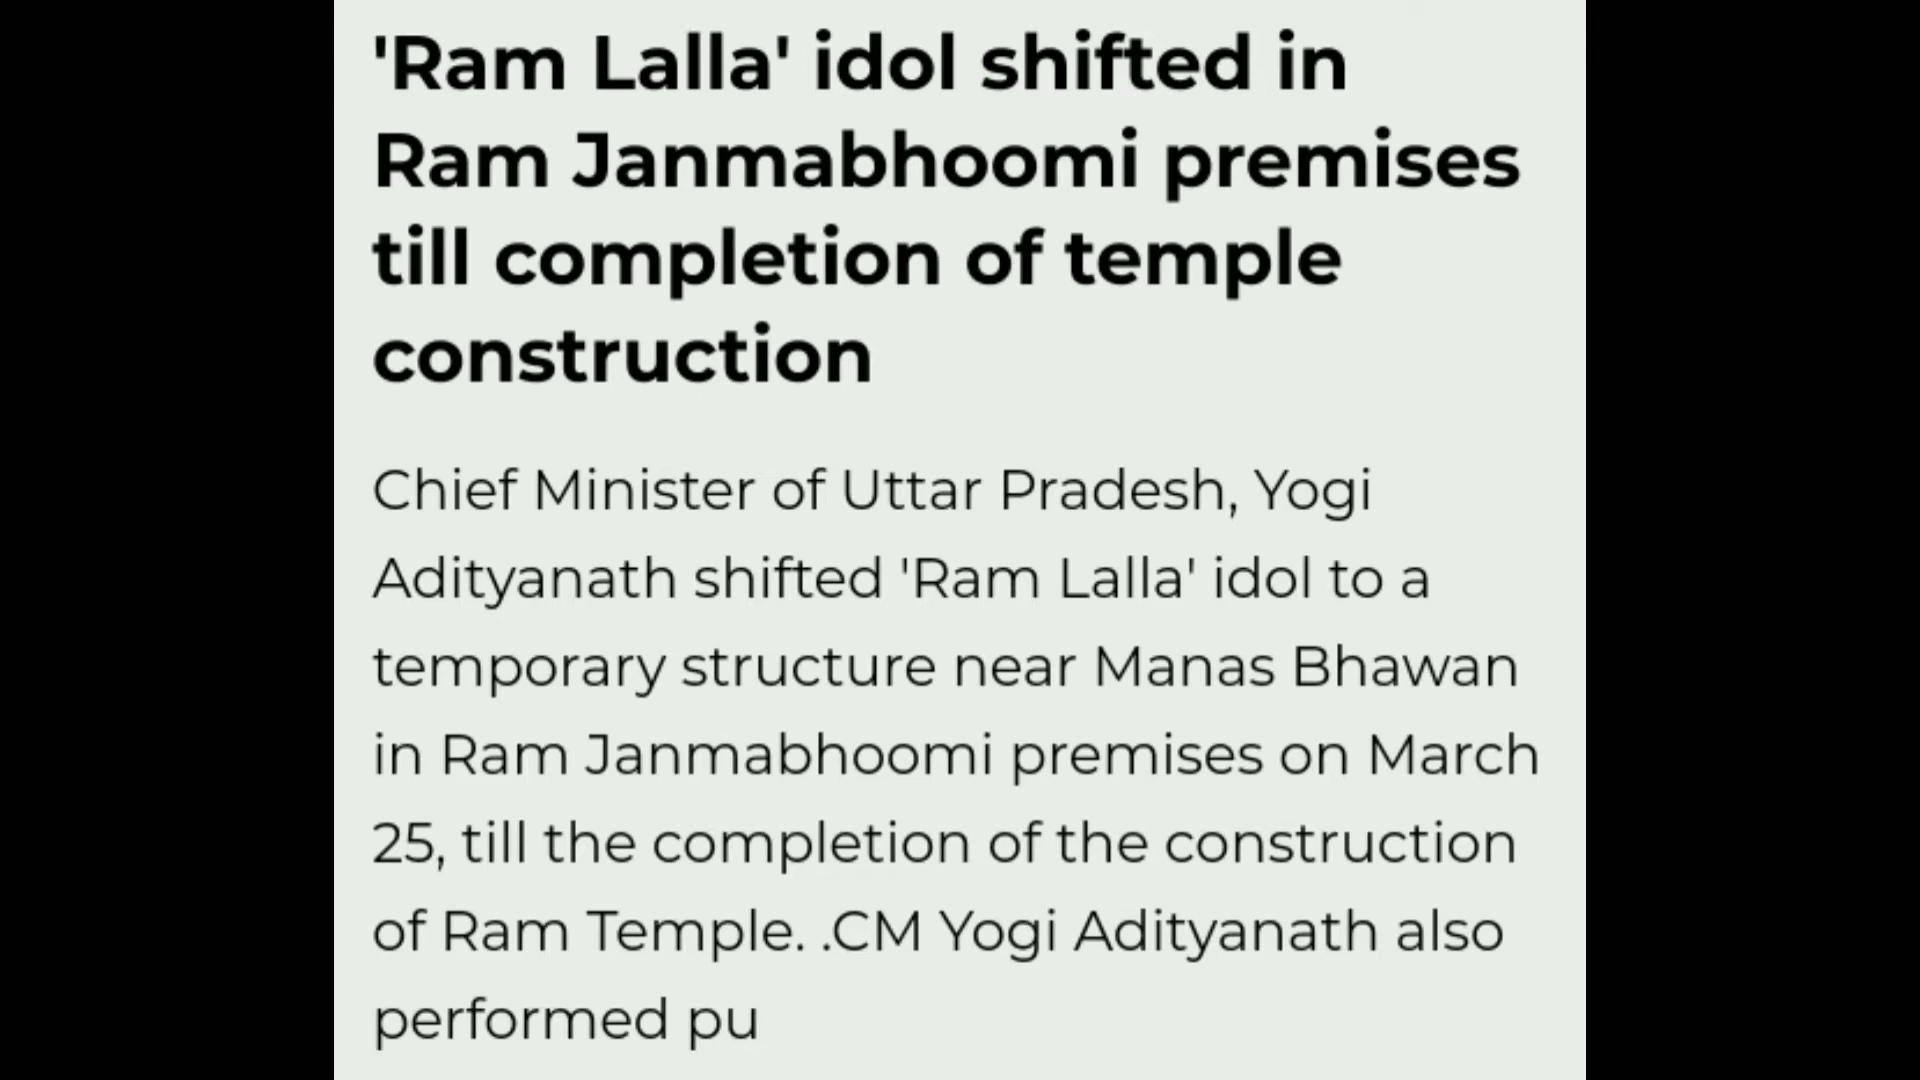 'Ram Lalla' idol shifted in
Ram Janmabhoomi premises
till completion of temple
construction
Chief Minister of Uttar Pradesh, Yogi
Adityanath shifted 'Ram Lalla' idol to a
temporary structure near Manas Bhawan
in Ram Janmabhoomi premises on March
25, till the completion of the construction
of Ram Temple. .CM Yogi Adityanath also
performed pu